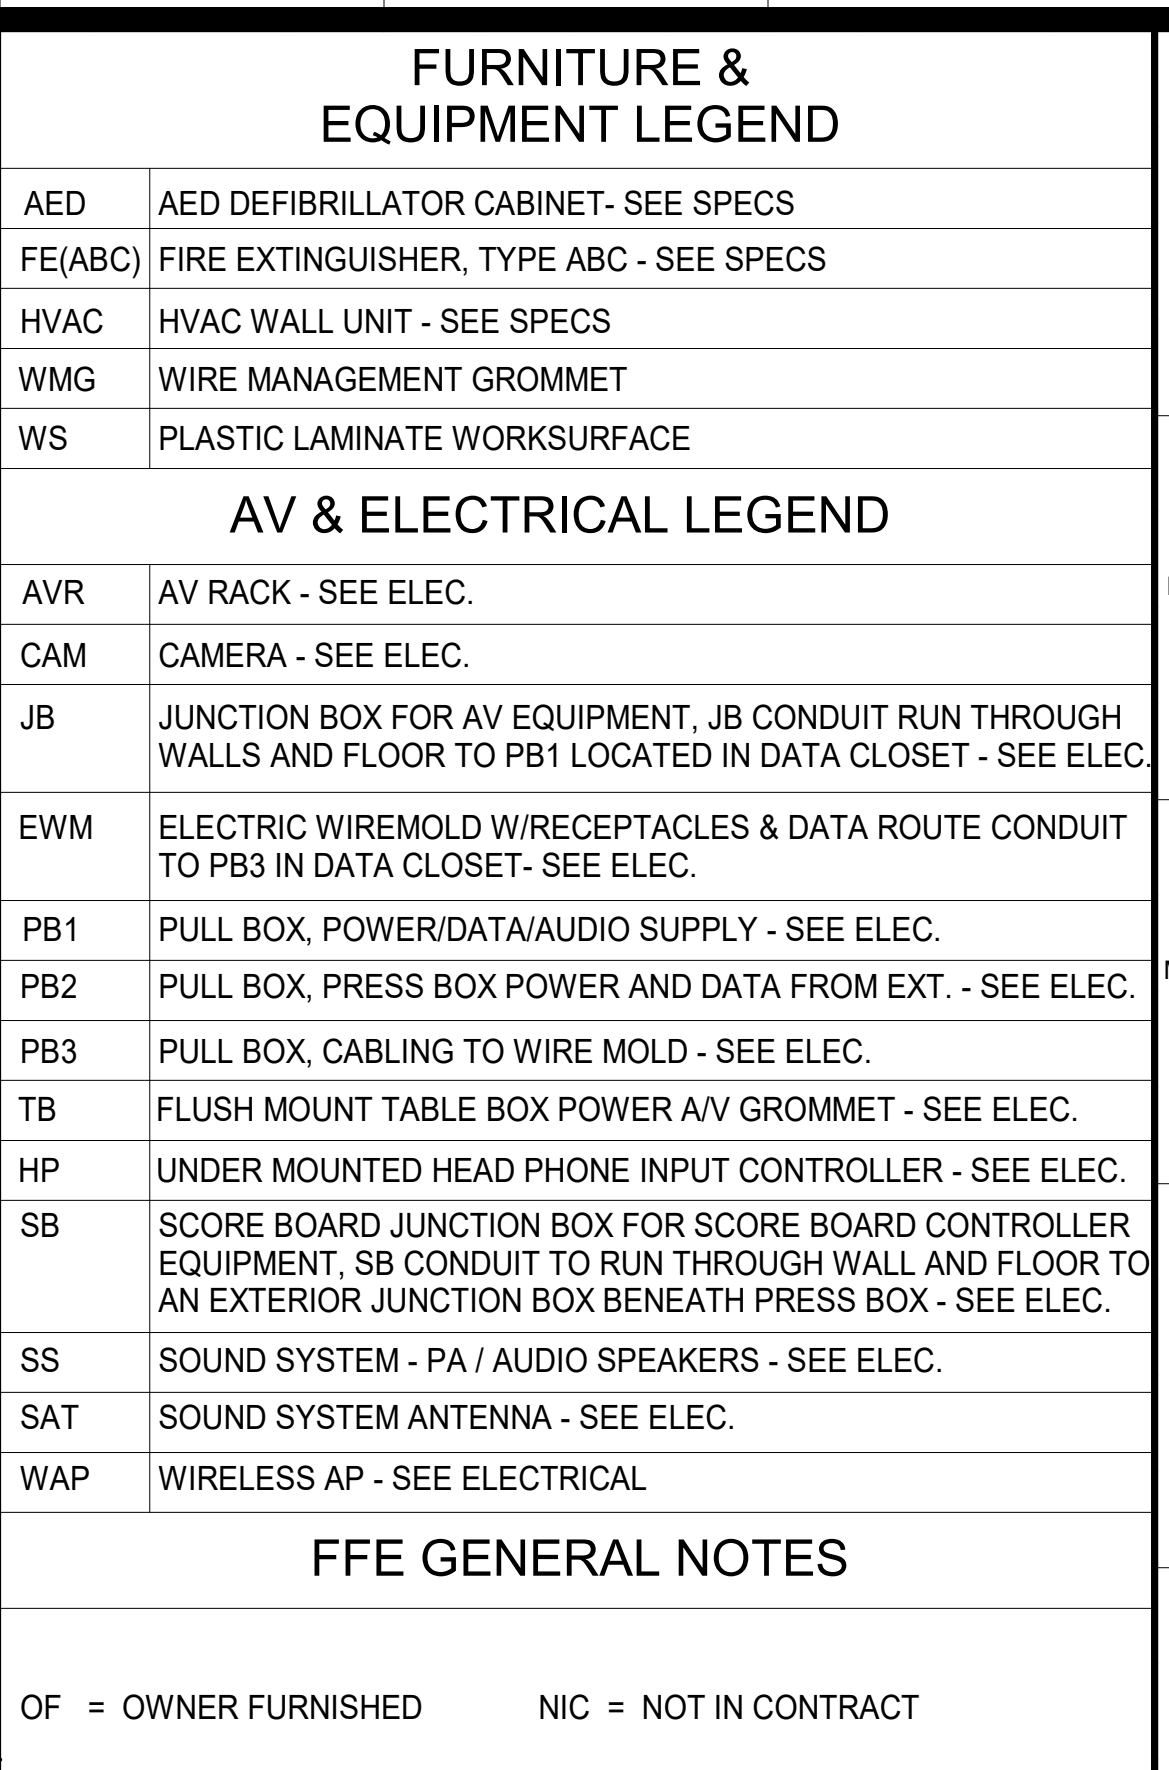 FURNITURE &
EQUIPMENT LEGEND
AED AED DEFIBRILLATOR CABINET- SEE SPECS
FE(ABC) FIRE EXTINGUISHER, TYPE ABC - SEE SPECS
HVAC HVAC WALL UNIT - SEE SPECS
WMG WIRE MANAGEMENT GROMMET
WS PLASTIC LAMINATE WORKSURFACE
AV & ELECTRICAL LEGEND
AVR AV RACK - SEE ELEC.
CAM CAMERA - SEE ELEC.
JB JUNCTION BOX FOR AV EQUIPMENT, JB CONDUIT RUN THROUGH
WALLS AND FLOOR TO PB1 LOCATED IN DATA CLOSET - SEE ELEC.
EWM ELECTRIC WIREMOLD W/RECEPTACLES & DATA ROUTE CONDUIT
TO PB3 IN DATA CLOSET- SEE ELEC.
PB1 PULL BOX, POWER/DATA/AUDIO SUPPLY - SEE ELEC.
PB2 PULL BOX, PRESS BOX POWER AND DATA FROM EXT. - SEE ELEC.
PB3 PULL BOX, CABLING TO WIRE MOLD - SEE ELEC.
TB FLUSH MOUNT TABLE BOX POWER A/V GROMMET - SEE ELEC.
HP UNDER MOUNTED HEAD PHONE INPUT CONTROLLER - SEE ELEC.
SB SCORE BOARD JUNCTION BOX FOR SCORE BOARD CONTROLLER
EQUIPMENT, SB CONDUIT TO RUN THROUGH WALL AND FLOOR TO
AN EXTERIOR JUNCTION BOX BENEATH PRESS BOX - SEE ELEC.
SS SOUND SYSTEM - PA / AUDIO SPEAKERS - SEE ELEC.
SAT SOUND SYSTEM ANTENNA - SEE ELEC.
WAP WIRELESS AP - SEE ELECTRICAL
FFE GENERAL NOTES
OF = OWNER FURNISHED NIC = NOT IN CONTRACT